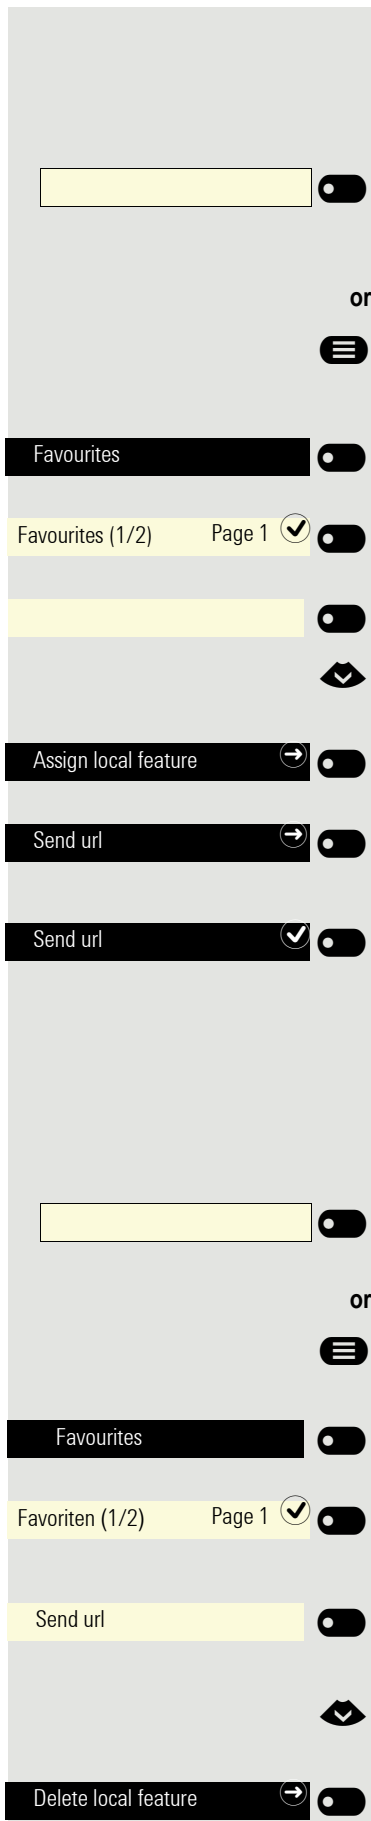 or
Favourites
Favourites (1/2) Page 1
Assign local feature
Send url
Send url
or
Favourites
Favoriten (1/2) Page 1
Send url
Delete local feature